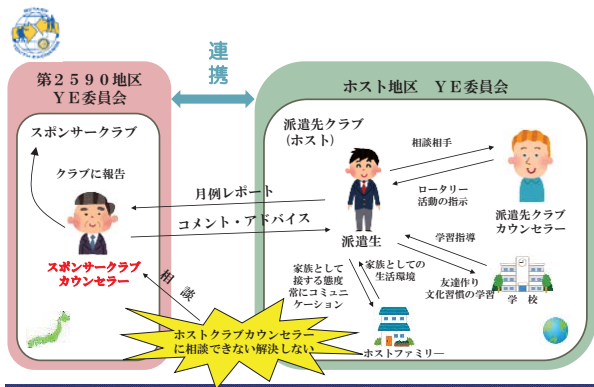 連
携
第２５９０地区
ＹＥ委員会
スポンサークラブ
クラブに報告
スポンサークラブ
カウンセラー
相談
月例レポート
コメント・アドバイス
ホスト地区　ＹＥ委員会
派遣先クラブ
(ホスト)
派遣生
相談相手
ロータリー
活動の指示
派遣先クラブ
カウンセラー
学習指導
友達作り
文化習慣の学習
学　校
家族として
接する態度
常にコミュニ
ケーション
家族としての
生活環境
ホストファミリー
ホストクラブカウンセラー
に相談できない解決しない